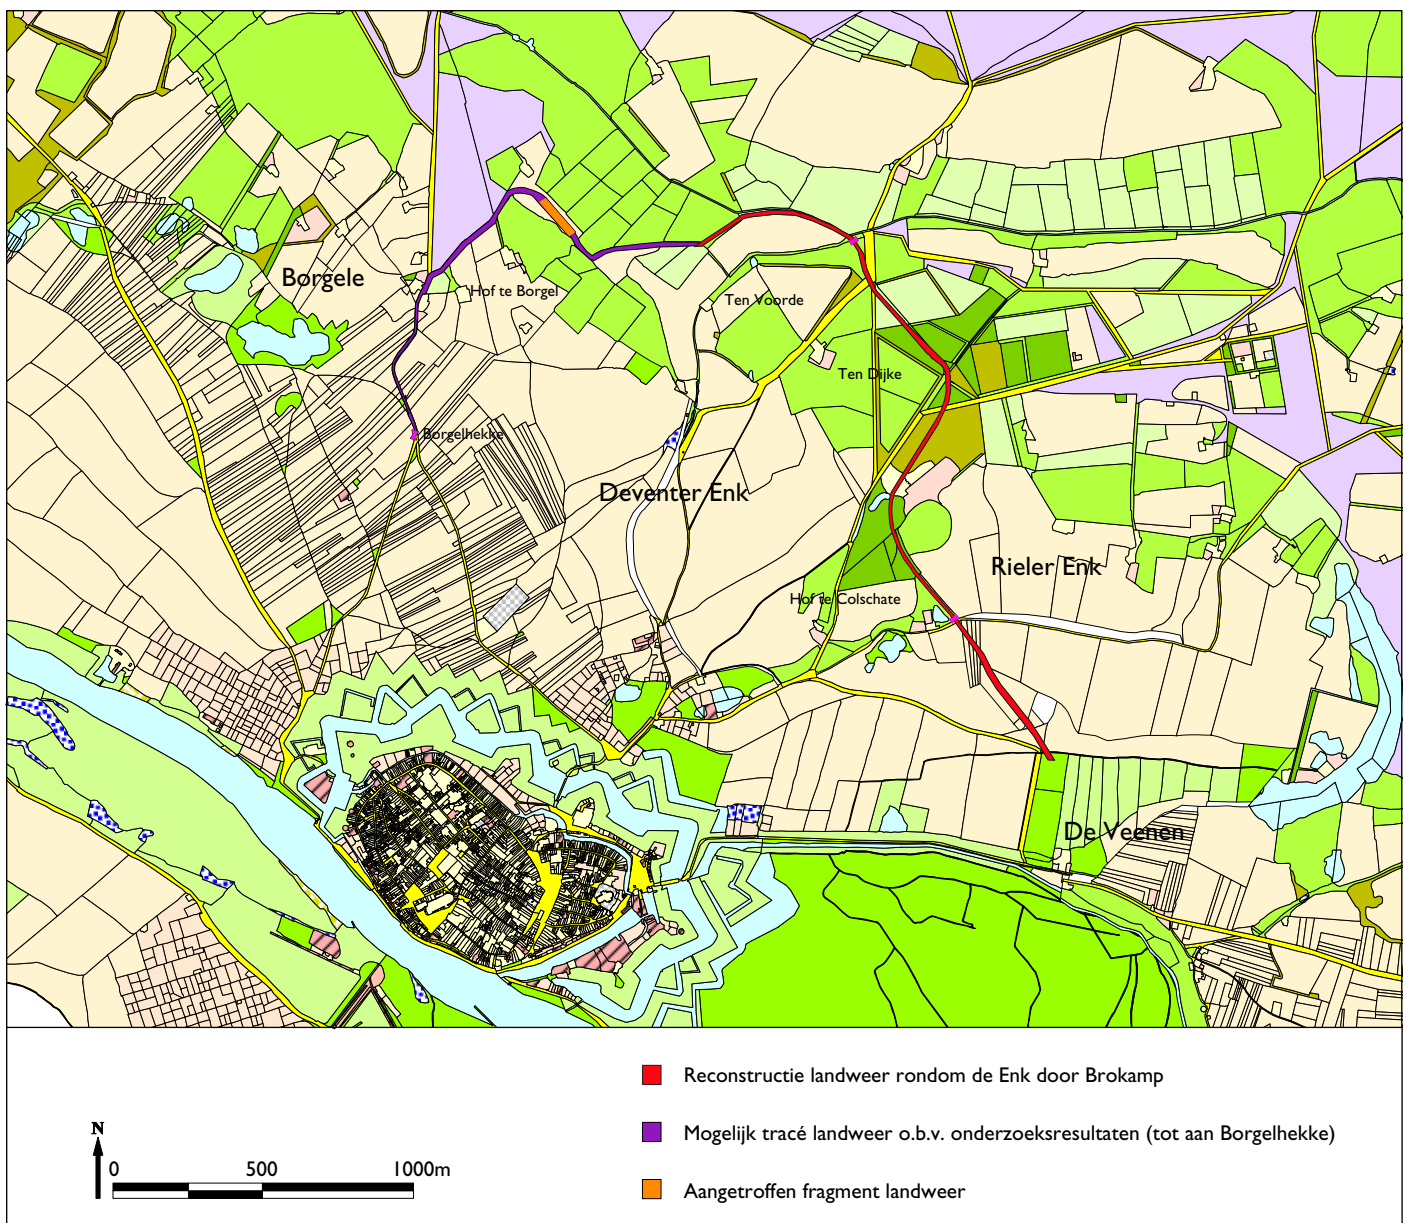 Borgele
Hof te Borgel
Ten Voorde
Ten Dijke
Borgelhekke
Deventer Enk
Rieler Enk
Hof te Colschate
De Veenen
Reconstructie landweer rondom de Enk door Brokamp
Mogelijk tracé landweer o.b.v. onderzoeksresultaten (tot aan Borgelhekke)
Aangetroffen fragment landweer
N
0 500 1000m